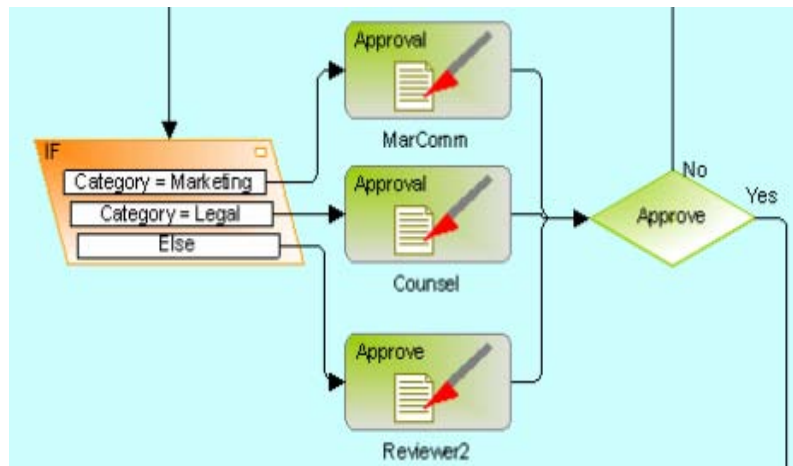 Approval
MarComm
IF
Category = Marketing
Category = Legal
Else
Approval
Counsel
Approve
Reviewer2
Approve
No
Yes